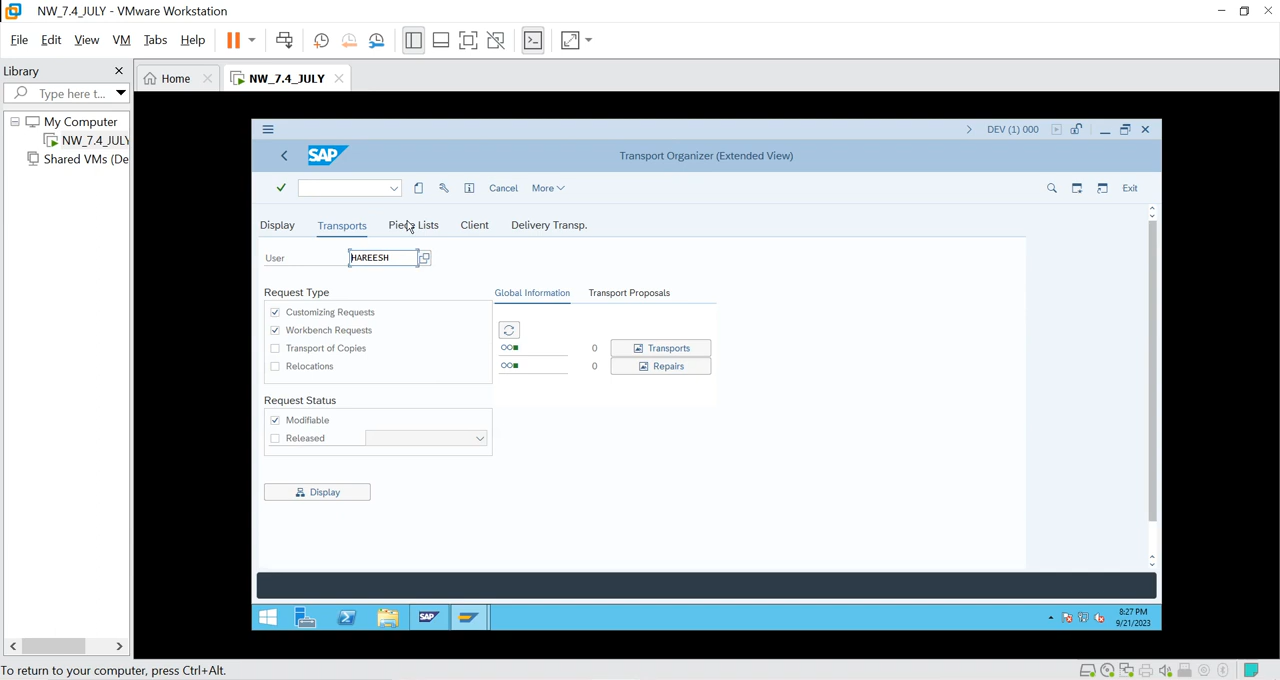 NW_7.4_JULY - VMware Workstation
File Edit View VM Tabs Help
Library
Home
NW_7.4_JULY
Type here t...
My Computer
NW_7.4_JULY
Shared VMs (De
DEV (1) 000
SAP
Transport Organizer (Extended View)
Cancel More Exit
Display Transports Piece Lists Client Delivery Transp.
User HAREESH
Request Type
Global Information Transport Proposals
Customizing Requests
Workbench Requests
Transport of Copies 0 Transports
Relocations 0 Repairs
Request Status
Modifiable
Released
Display
SAP
8:27 PM
9/21/2023
To return to your computer, press Ctrl+Alt.